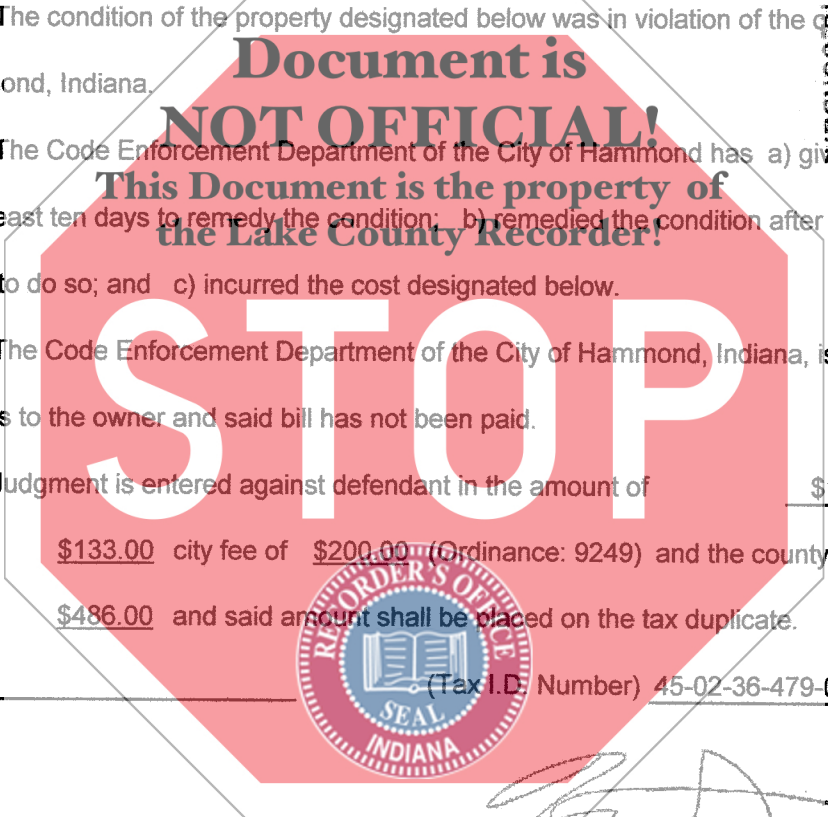 The condition of the property designated below was in violation of the
Document is
ond, Indiana.
NOT OFFICIAL!
The Code Enforcement Department of the City of Hammond has a) giv
This Document is the property of
east ten days to remedy the condition; b) remedied the condition after
the Lake County Recorder!
to do so; and c) incurred the cost designated below.
STOP
The Code Enforcement Department of the City of Hammond, Indiana, is
s to the owner and said bill has not been paid.
Judgment is entered against defendant in the amount of $
$133.00 city fee of $200.00 (Ordinance: 9249) and the county
$486.00 and said amount shall be placed on the tax duplicate.
RECORDER'S OFFICE
(Tax I.D. Number) 45-02-36-479-0
SEAL
INDIANA